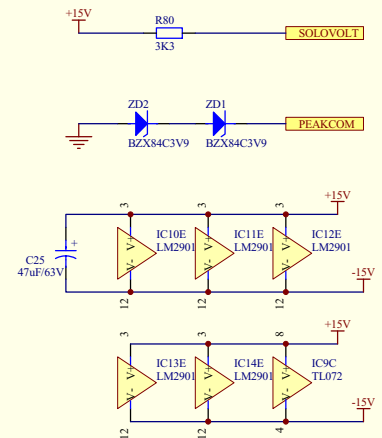 +15V
R80
3K3
SOLOVOLT
ZD2
ZD1
BZX84C3V9
BZX84C3V9
PEAKCOM
+15V
3
3
3
IC10E
LM2901
IC11E
LM2901
IC12E
LM2901
V+
V-
V+
V-
V+
V-
+
C25
47uF/63V
-15V
12
12
12
+15V
3
3
8
IC13E
LM2901
IC14E
LM2901
IC9C
TL072
V+
V-
V+
V-
V+
V-
-15V
12
12
4